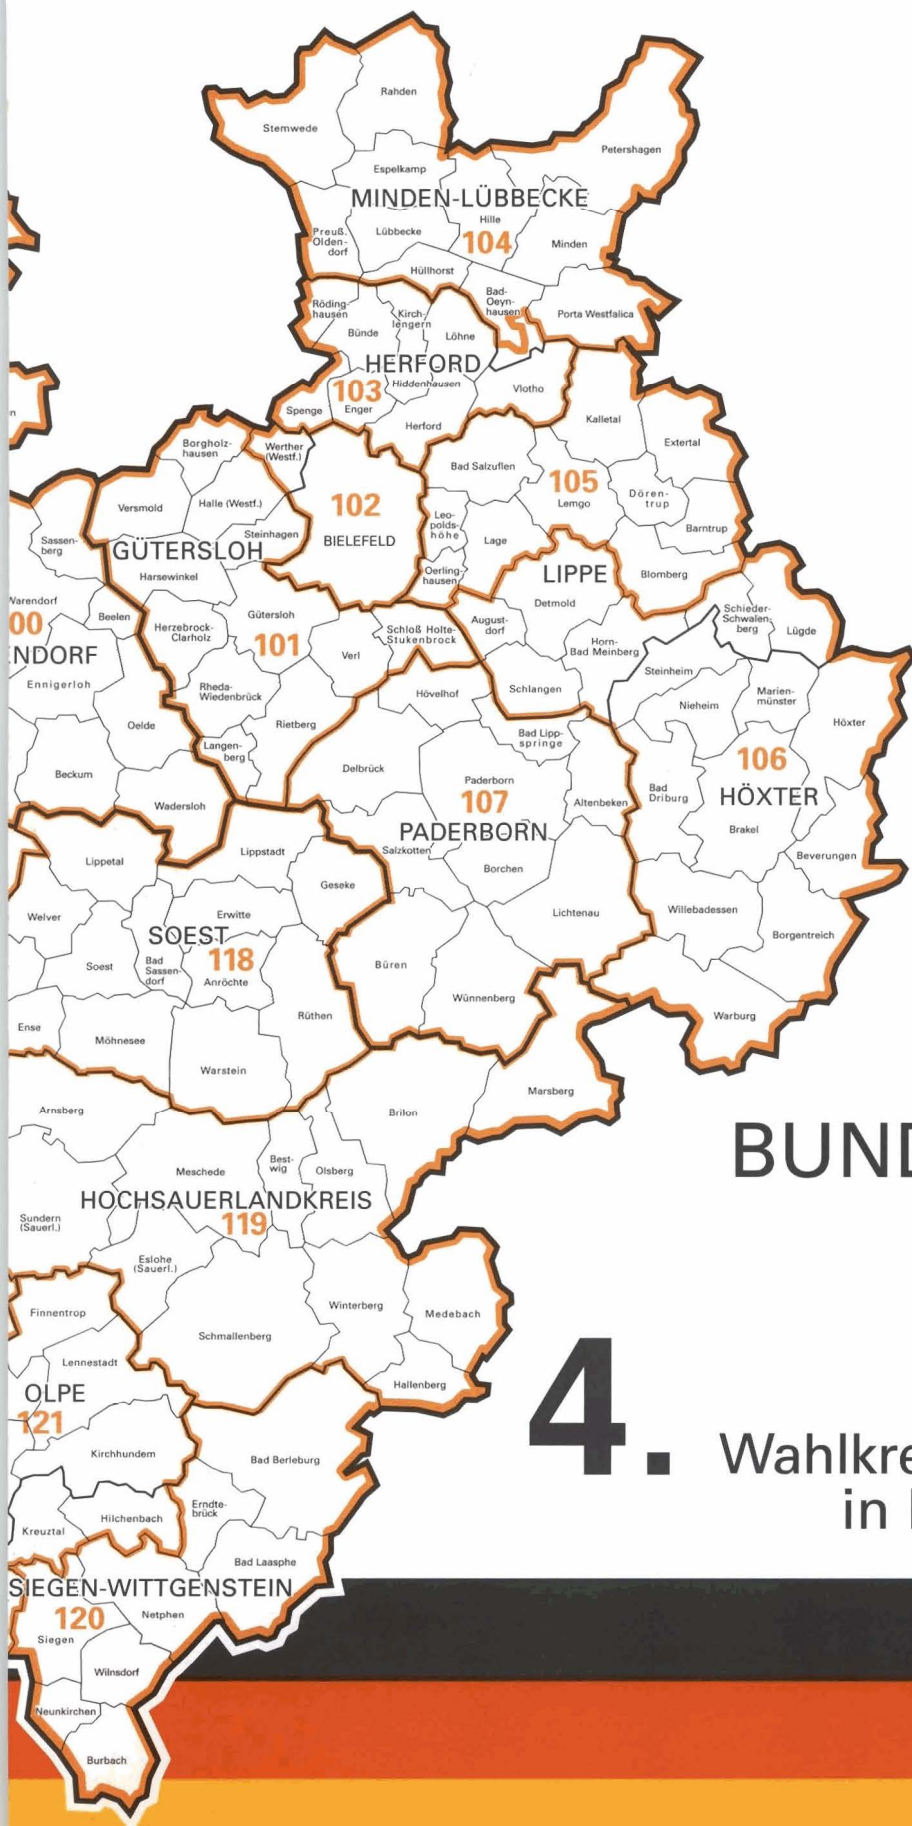 Rahden
Stemwede
Petershagen
Espelkamp
MINDEN-LÜBBECKE
Hille
Preuß.
Olden-
dorf
Lübbecke
104
Minden
Hüllhorst
Bad-
Oeyn-
hausen
Porta Westfalica
Röding-
hausen
Kirch-
lengern
Bünde
Löhne
HERFORD
Hiddenhausen
103
Vlotho
Spenge
Enger
Herford
Kalletal
Extertal
Borgholz-
hausen
Werther
(Westf.)
Bad Salzuflen
105
Lemgo
Dören-
trup
Versmold
Halle (Westf.)
102
BIELEFELD
Leo-
polds-
höhe
Lage
Barntrup
Steinhagen
Sassen-
berg
GÜTERSLOH
Harsewinkel
Oerling-
hausen
LIPPE
Blomberg
Detmold
Warendorf
00
Beelen
NDORF
Ennigerloh
Herzebrock-
Clarholz
Gütersloh
101
Verl
Schloß Holte-
Stukenbrock
August-
dorf
Horn-
Bad Meinberg
Schieder-
Schwalen-
berg
Lügde
Steinheim
Rheda-
Wiedenbrück
Hövelhof
Schlangen
Nieheim
Marien-
münster
Höxter
Oelde
Rietberg
Langen-
berg
Bad Lipp-
springe
Beckum
Delbrück
Paderborn
107
PADERBORN
Altenbeken
106
HÖXTER
Bad
Driburg
Brakel
Wadersloh
Lippstadt
Salzkotten
Borchen
Beverungen
Lippetal
Geseke
Welver
Erwitte
SOEST
118
Anröchte
Lichtenau
Willebadessen
Borgentreich
Soest
Bad
Sassen-
dorf
Büren
Wünnenberg
Ense
Möhnesee
Rüthen
Warburg
Warstein
Marsberg
Arnsberg
Brilon
BUND
Meschede
Best-
wig
Olsberg
HOCHSAUERLANDKREIS
119
Sundern
(Sauerl.)
Eslohe
(Sauerl.)
Finnentrop
Winterberg
Medebach
Schmallenberg
Lennestadt
OLPE
121
Hallenberg
4.
Wahlkre
in
Kirchhundem
Bad Berleburg
Erndte-
brück
Kreuztal
Hilchenbach
Bad Laasphe
SIEGEN-WITTGENSTEIN
120
Netphen
Siegen
Wilnsdorf
Neunkirchen
Burbach